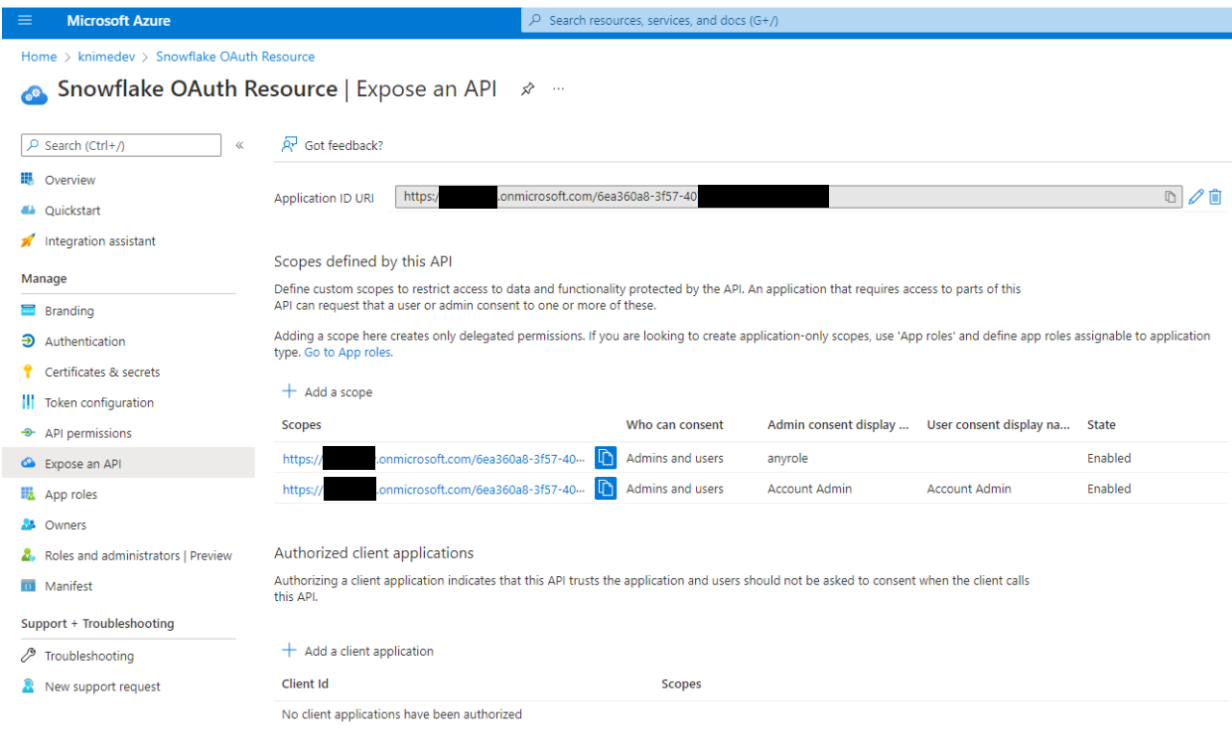 Microsoft Azure
Search resources, services, and docs (G+/)
Home > knimedev > Snowflake OAuth Resource
Snowflake OAuth Resource | Expose an API
Search (Ctrl+/)
Got feedback?
Overview
Quickstart
Integration assistant
Manage
Branding
Authentication
Certificates & secrets
Token configuration
API permissions
Expose an API
App roles
Owners
Roles and administrators | Preview
Manifest
Support + Troubleshooting
Troubleshooting
New support request
Application ID URI https:/ .onmicrosoft.com/6ea360a8-3f57-40
Scopes defined by this API
Define custom scopes to restrict access to data and functionality protected by the API. An application that requires access to parts of this
API can request that a user or admin consent to one or more of these.
Adding a scope here creates only delegated permissions. If you are looking to create application-only scopes, use 'App roles' and define app roles assignable to application
type. Go to App roles.
Add a scope
Scopes Who can consent Admin consent display ... User consent display na... State
https:// .onmicrosoft.com/6ea360a8-3f57-40... Admins and users anyrole Enabled
https:// .onmicrosoft.com/6ea360a8-3f57-40... Admins and users Account Admin Account Admin Enabled
Authorized client applications
Authorizing a client application indicates that this API trusts the application and users should not be asked to consent when the client calls
this API.
Add a client application
Client Id Scopes
No client applications have been authorized